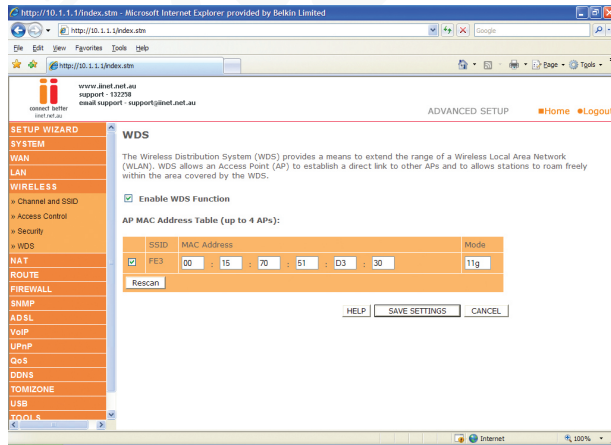 http://10.1.1.1/index.stm - Microsoft Internet Explorer provided by Belkin Limited
http://10.1.1.1/index.stm
Google
File Edit View Favorites Tools Help
http://10.1.1.1/index.stm
Page Tools
www.iinet.net.au
support - 132258
email support - support@iinet.net.au
connect better
iinet.net.au
ADVANCED SETUP Home Logout
SETUP WIZARD
SYSTEM
WAN
LAN
WIRELESS
» Channel and SSID
» Access Control
» Security
» WDS
NAT
ROUTE
FIREWALL
SNMP
ADSL
VoIP
UPnP
QoS
DDNS
TOMIZONE
USB
TOOLS
WDS
The Wireless Distribution System (WDS) provides a means to extend the range of a Wireless Local Area Network
(WLAN). WDS allows an Access Point (AP) to establish a direct link to other APs and to allows stations to roam freely
within the area covered by the WDS.
Enable WDS Function
AP MAC Address Table (up to 4 APs):
SSID MAC Address Mode
FE3 00 : 15 : 70 : 51 : D3 : 30 11g
Rescan
HELP SAVE SETTINGS CANCEL
Internet 100%